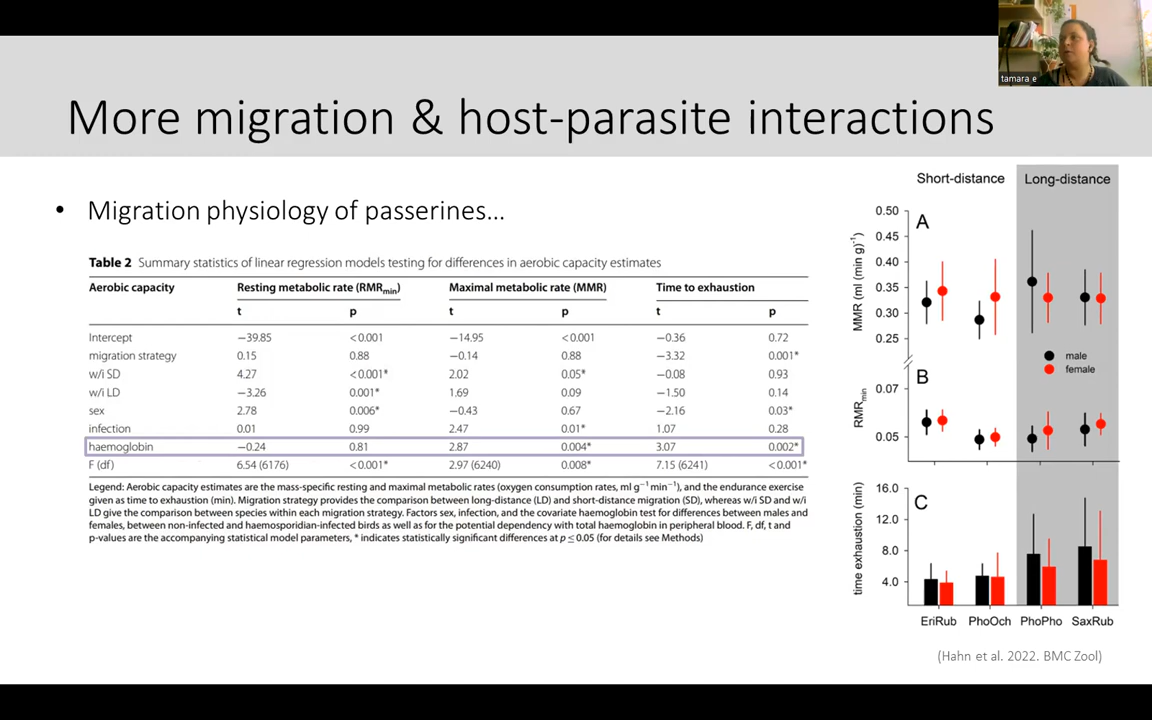 tamara e
More migration & host-parasite interactions
• Migration physiology of passerines...
Table 2 Summary statistics of linear regression models testing for differences in aerobic capacity estimates
Aerobic capacity Resting metabolic rate (RMRmin) Maximal metabolic rate (MMR) Time to exhaustion
t p t p t p
Intercept −39.85 <0.001 −14.95 <0.001 −0.36 0.72
migration strategy 0.15 0.88 −0.14 0.88 −3.32 0.001*
w/i SD 4.27 <0.001* 2.02 0.05* −0.08 0.93
w/i LD −3.26 0.001* 1.69 0.09 −1.50 0.14
sex 2.78 0.006* −0.43 0.67 −2.16 0.03*
infection 0.01 0.99 2.47 0.01* 1.07 0.28
haemoglobin −0.24 0.81 2.87 0.004* 3.07 0.002*
F (df) 6.54 (6176) <0.001* 2.97 (6240) 0.008* 7.15 (6241) <0.001*
Legend: Aerobic capacity estimates are the mass-specific resting and maximal metabolic rates (oxygen consumption rates, ml g−1 min−1), and the endurance exercise
given as time to exhaustion (min). Migration strategy provides the comparison between long-distance (LD) and short-distance migration (SD), whereas w/i SD and w/i
LD give the comparison between species within each migration strategy. Factors sex, infection, and the covariate haemoglobin test for differences between males and
females, between non-infected and haemosporidian-infected birds as well as for the potential dependency with total haemoglobin in peripheral blood. F, df, t and
p-values are the accompanying statistical model parameters, * indicates statistically significant differences at p ≤ 0.05 (for details see Methods)
Short-distance Long-distance
A
MMR (ml (min g)-1)
0.50
0.45
0.40
0.35
0.30
0.25
male
female
B
RMRmin
0.07
0.05
C
time exhaustion (min)
16.0
12.0
8.0
4.0
EriRub PhoOch PhoPho SaxRub
(Hahn et al. 2022. BMC Zool)